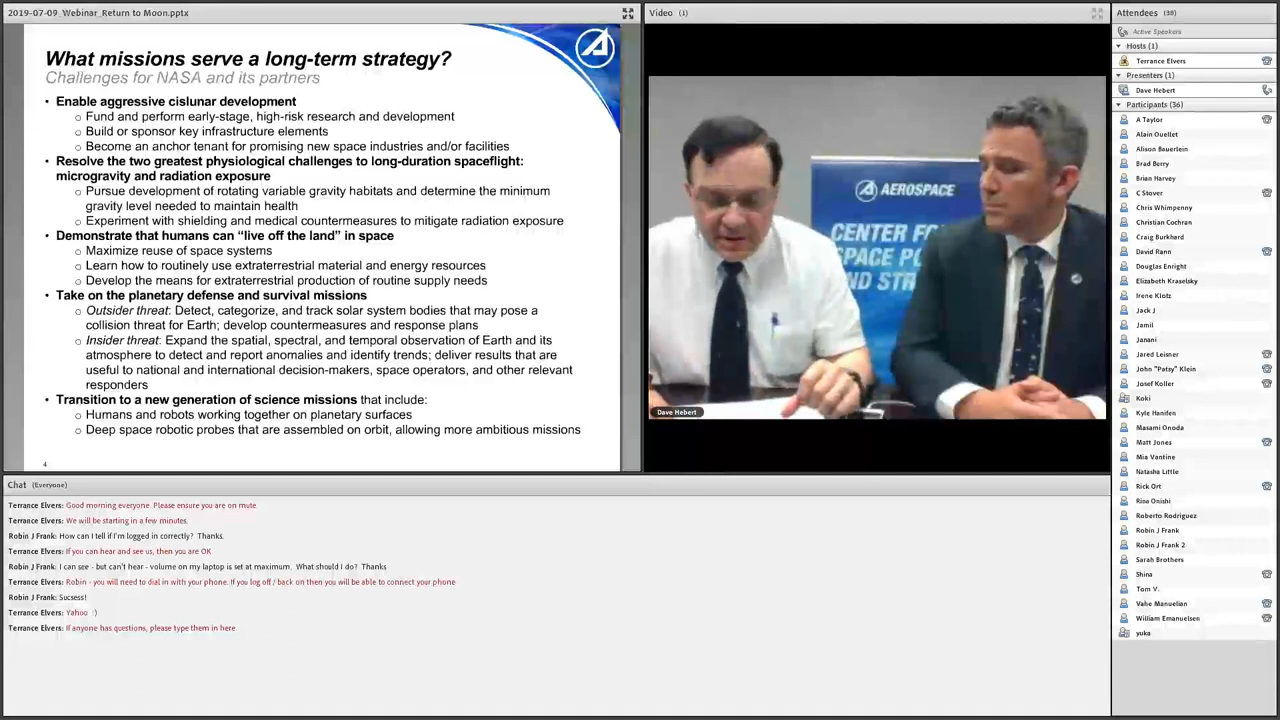 2019-07-09_Webinar_Return to Moon.pptx
What missions serve a long-term strategy?
Challenges for NASA and its partners
• Enable aggressive cislunar development
o Fund and perform early-stage, high-risk research and development
o Build or sponsor key infrastructure elements
o Become an anchor tenant for promising new space industries and/or facilities
• Resolve the two greatest physiological challenges to long-duration spaceflight:
microgravity and radiation exposure
o Pursue development of rotating variable gravity habitats and determine the minimum
gravity level needed to maintain health
o Experiment with shielding and medical countermeasures to mitigate radiation exposure
• Demonstrate that humans can “live off the land” in space
o Maximize reuse of space systems
o Learn how to routinely use extraterrestrial material and energy resources
o Develop the means for extraterrestrial production of routine supply needs
• Take on the planetary defense and survival missions
o Outsider threat: Detect, categorize, and track solar system bodies that may pose a
collision threat for Earth; develop countermeasures and response plans
o Insider threat: Expand the spatial, spectral, and temporal observation of Earth and its
atmosphere to detect and report anomalies and identify trends; deliver results that are
useful to national and international decision-makers, space operators, and other relevant
responders
• Transition to a new generation of science missions that include:
o Humans and robots working together on planetary surfaces
o Deep space robotic probes that are assembled on orbit, allowing more ambitious missions
4
Video (1)
AEROSPACE
CENTER FO
SPACE PO
ND STR
Dave Hebert
Chat (Everyone)
Terrance Elvers: Good morning everyone. Please ensure you are on mute.
Terrance Elvers: We will be starting in a few minutes.
Robin J Frank: How can I tell if I'm logged in correctly? Thanks.
Terrance Elvers: If you can hear and see us, then you are OK
Robin J Frank: I can see - but can't hear - volume on my laptop is set at maximum. What should I do? Thanks
Terrance Elvers: Robin - you will need to dial in with your phone. If you log off / back on then you will be able to connect your phone
Robin J Frank: Sucsess!
Terrance Elvers: Yahoo :)
Terrance Elvers: If anyone has questions, please type them in here
Attendees (38)
Active Speakers
Hosts (1)
Terrance Elvers
Presenters (1)
Dave Hebert
Participants (36)
A Taylor
Alain Ouellet
Alison Bauerlein
Brad Berry
Brian Harvey
C Stover
Chris Whimpenny
Christian Cochran
Craig Burkhard
David Rann
Douglas Enright
Elizabeth Kraselsky
Irene Klotz
Jack J
Jamil
Janani
Jared Leisner
John "Patsy" Klein
Josef Koller
Koki
Kyle Hanifen
Masami Onoda
Matt Jones
Mia Vantine
Natasha Little
Rick Ort
Rina Onishi
Roberto Rodriguez
Robin J Frank
Robin J Frank 2
Sarah Brothers
Shina
Tom V.
Vahe Manuelian
William Emanuelsen
yuka